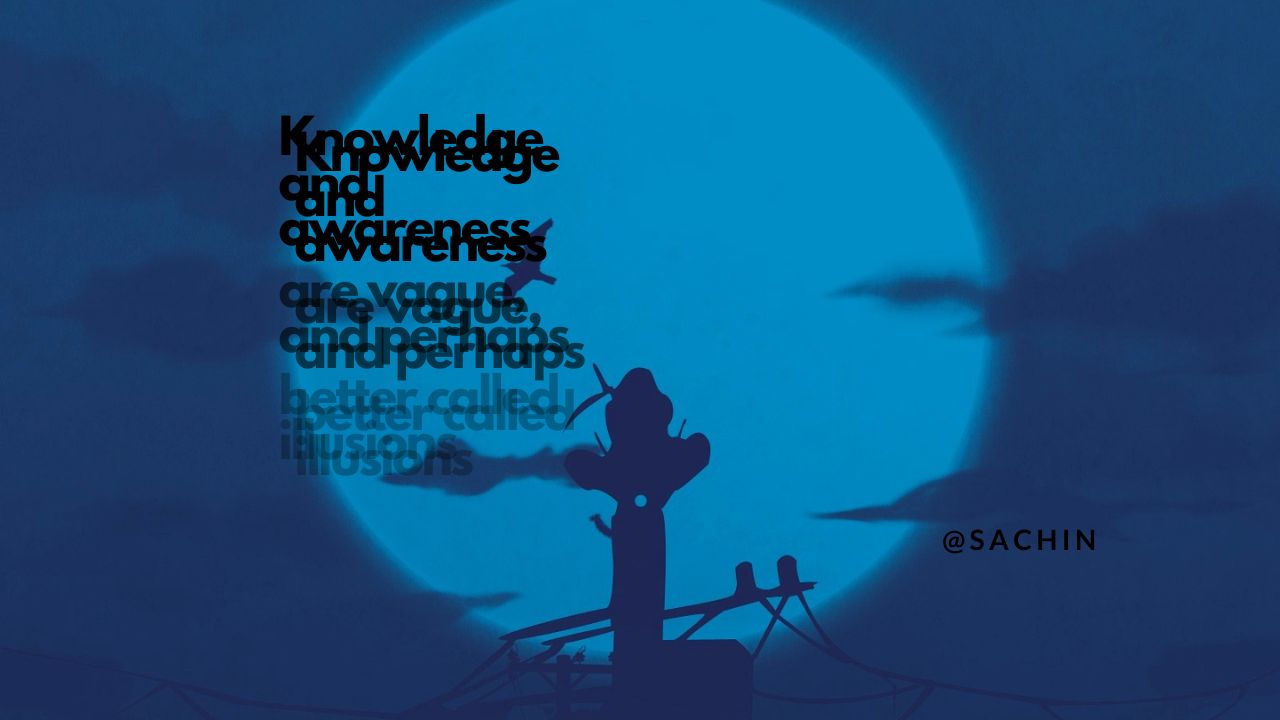 Knowledge
and
awareness
are vague,
and perhaps
better called
illusions
@SACHIN